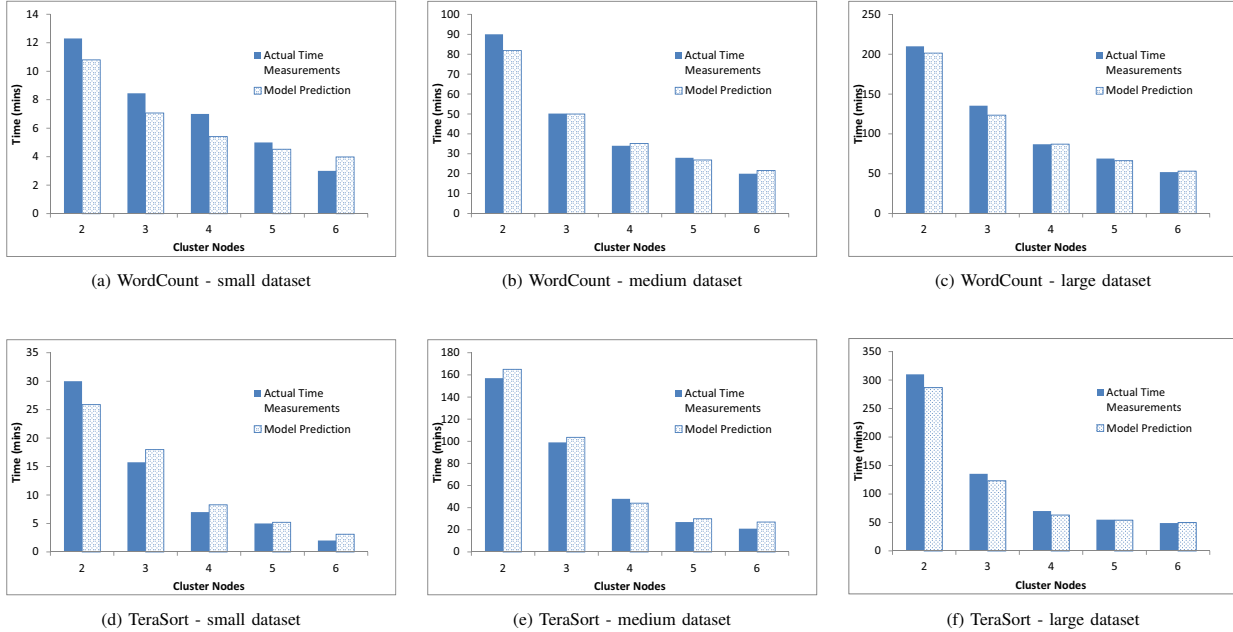 14
12
10
8
6
4
2
0
Time (mins)
2 3 4 5 6
Cluster Nodes
Actual Time
Measurements
Model Prediction
(a) WordCount - small dataset
100
90
80
70
60
50
40
30
20
10
0
Time (mins)
2 3 4 5 6
Cluster Nodes
Actual Time
Measurements
Model Prediction
(b) WordCount - medium dataset
250
200
150
100
50
0
Time (mins)
2 3 4 5 6
Cluster Nodes
Actual Time
Measurements
Model Prediction
(c) WordCount - large dataset
35
30
25
20
15
10
5
0
Time (mins)
2 3 4 5 6
Cluster Nodes
Actual Time
Measurements
Model Prediction
(d) TeraSort - small dataset
180
160
140
120
100
80
60
40
20
0
Time (mins)
2 3 4 5 6
Cluster Nodes
Actual Time
Measurements
Model Prediction
(e) TeraSort - medium dataset
350
300
250
200
150
100
50
0
Time (mins)
2 3 4 5 6
Cluster Nodes
Actual Time
Measurements
Model Prediction
(f) TeraSort - large dataset